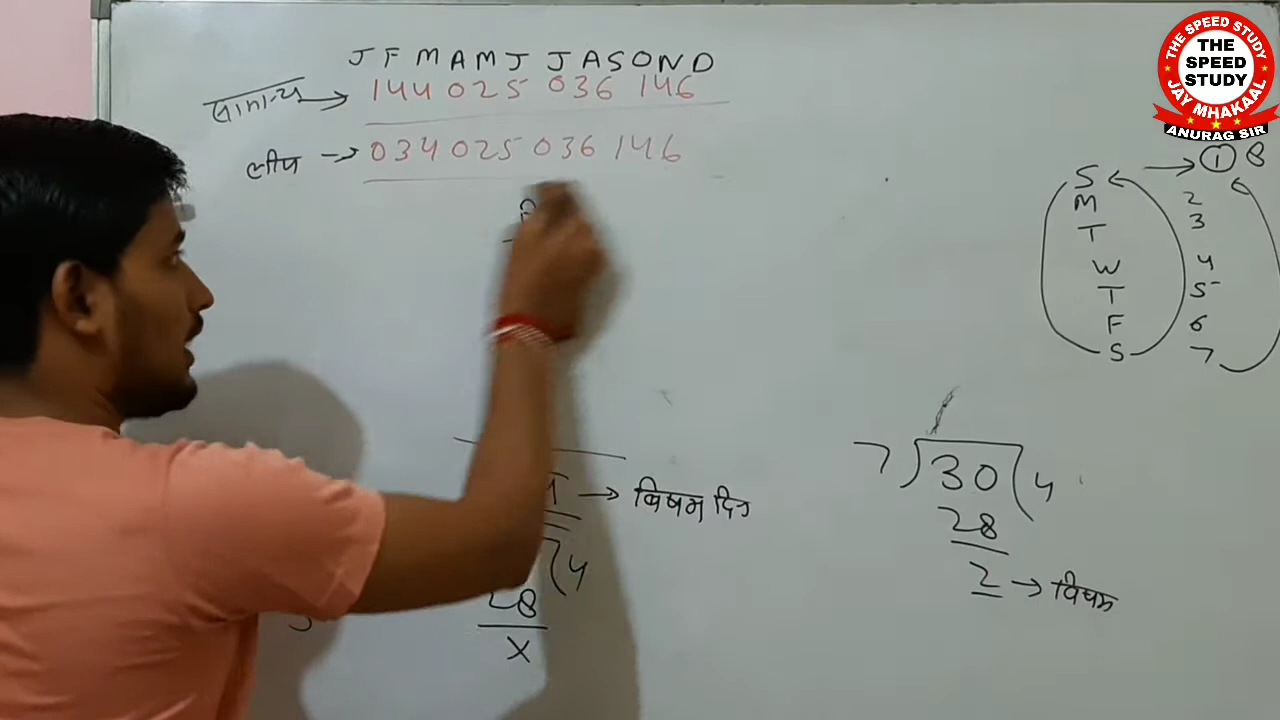 J F M A M J J A S O N D
सामान्य → 144 025 036 146
लीप → 034 025 036 146
THE SPEED STUDY
THE
SPEED
STUDY
JAY MHAKAAL
ANURAG SIR
S → 1 8
M 2
T 3
W 4
T 5
F 6
S 7
→ विषम दिन
(4
28
x
7)30(4
28
2 → विषम